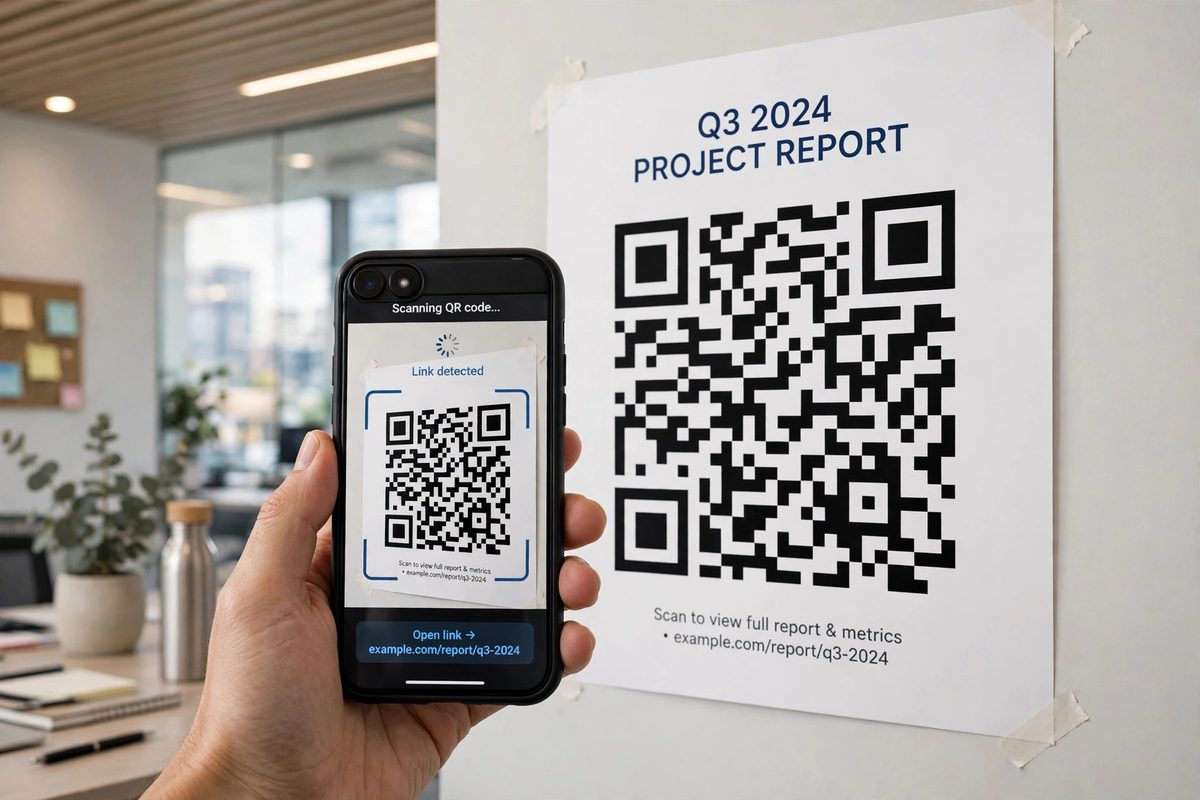 Q3 2024
PROJECT REPORT
Scan to view full report & metrics
• example.com/report/q3-2024
Scanning QR code...
Link detected
Scan to view full report & metrics
• example.com/report/q3-2024
Open link →
example.com/report/q3-2024